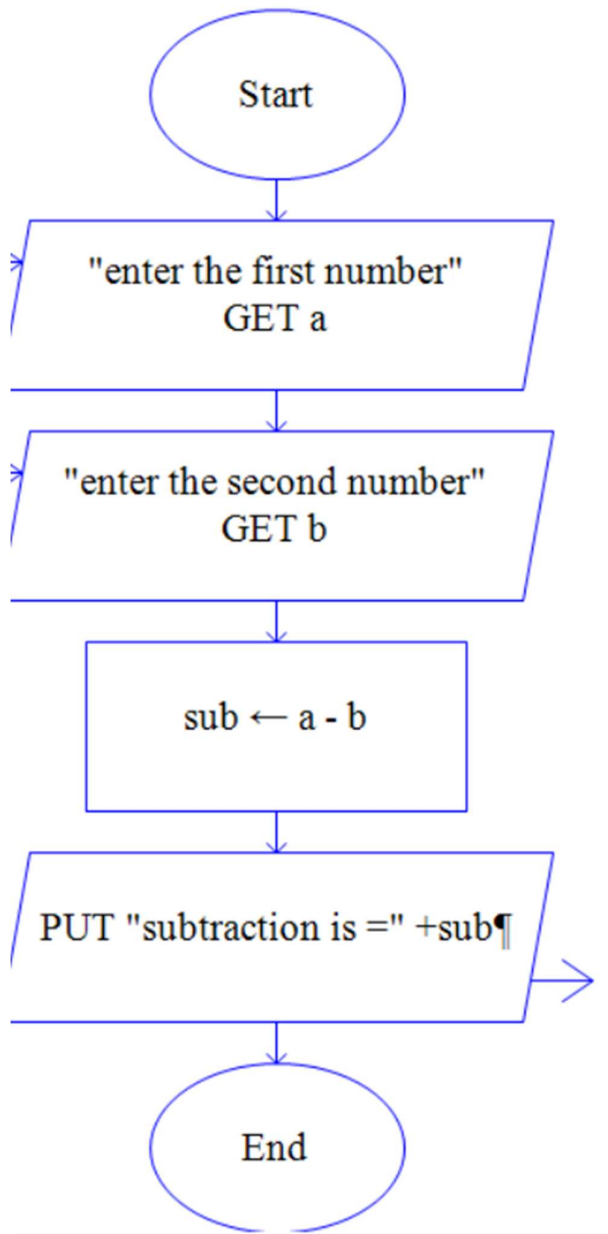 Start
"enter the first number"
GET a
"enter the second number"
GET b
sub ← a - b
PUT "subtraction is =" +sub¶
End